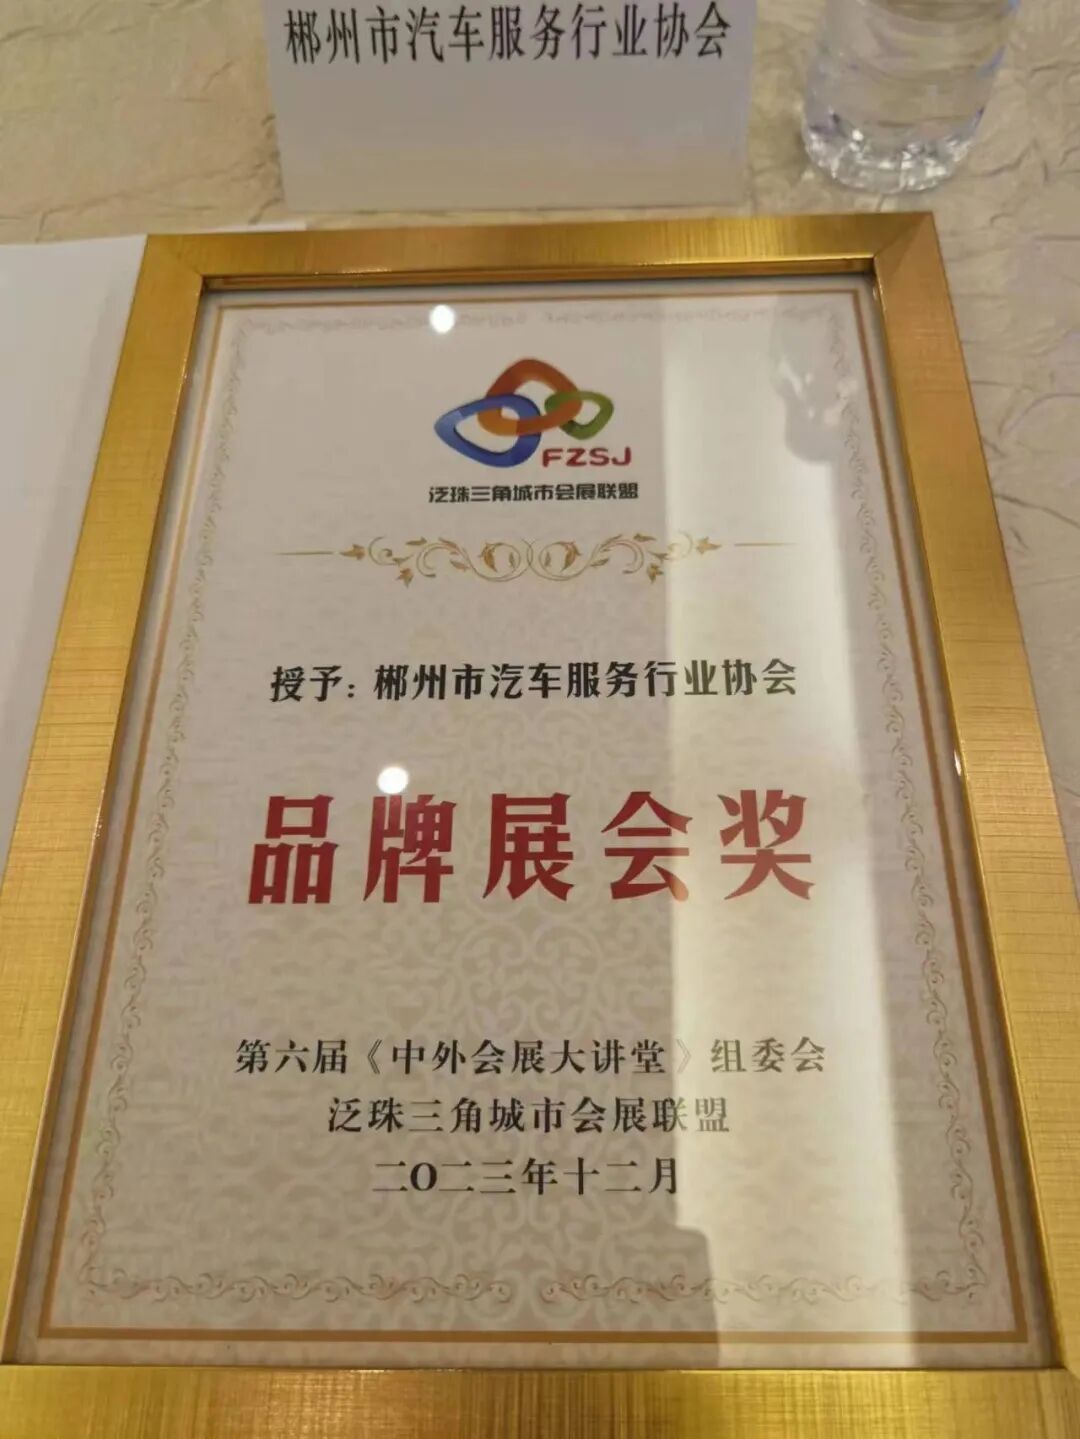 郴州市汽车服务行业协会
FZSJ
泛珠三角城市会展联盟
授予：郴州市汽车服务行业协会
品牌展会奖
第六届《中外会展大讲堂》组委会
泛珠三角城市会展联盟
二O二三年十二月